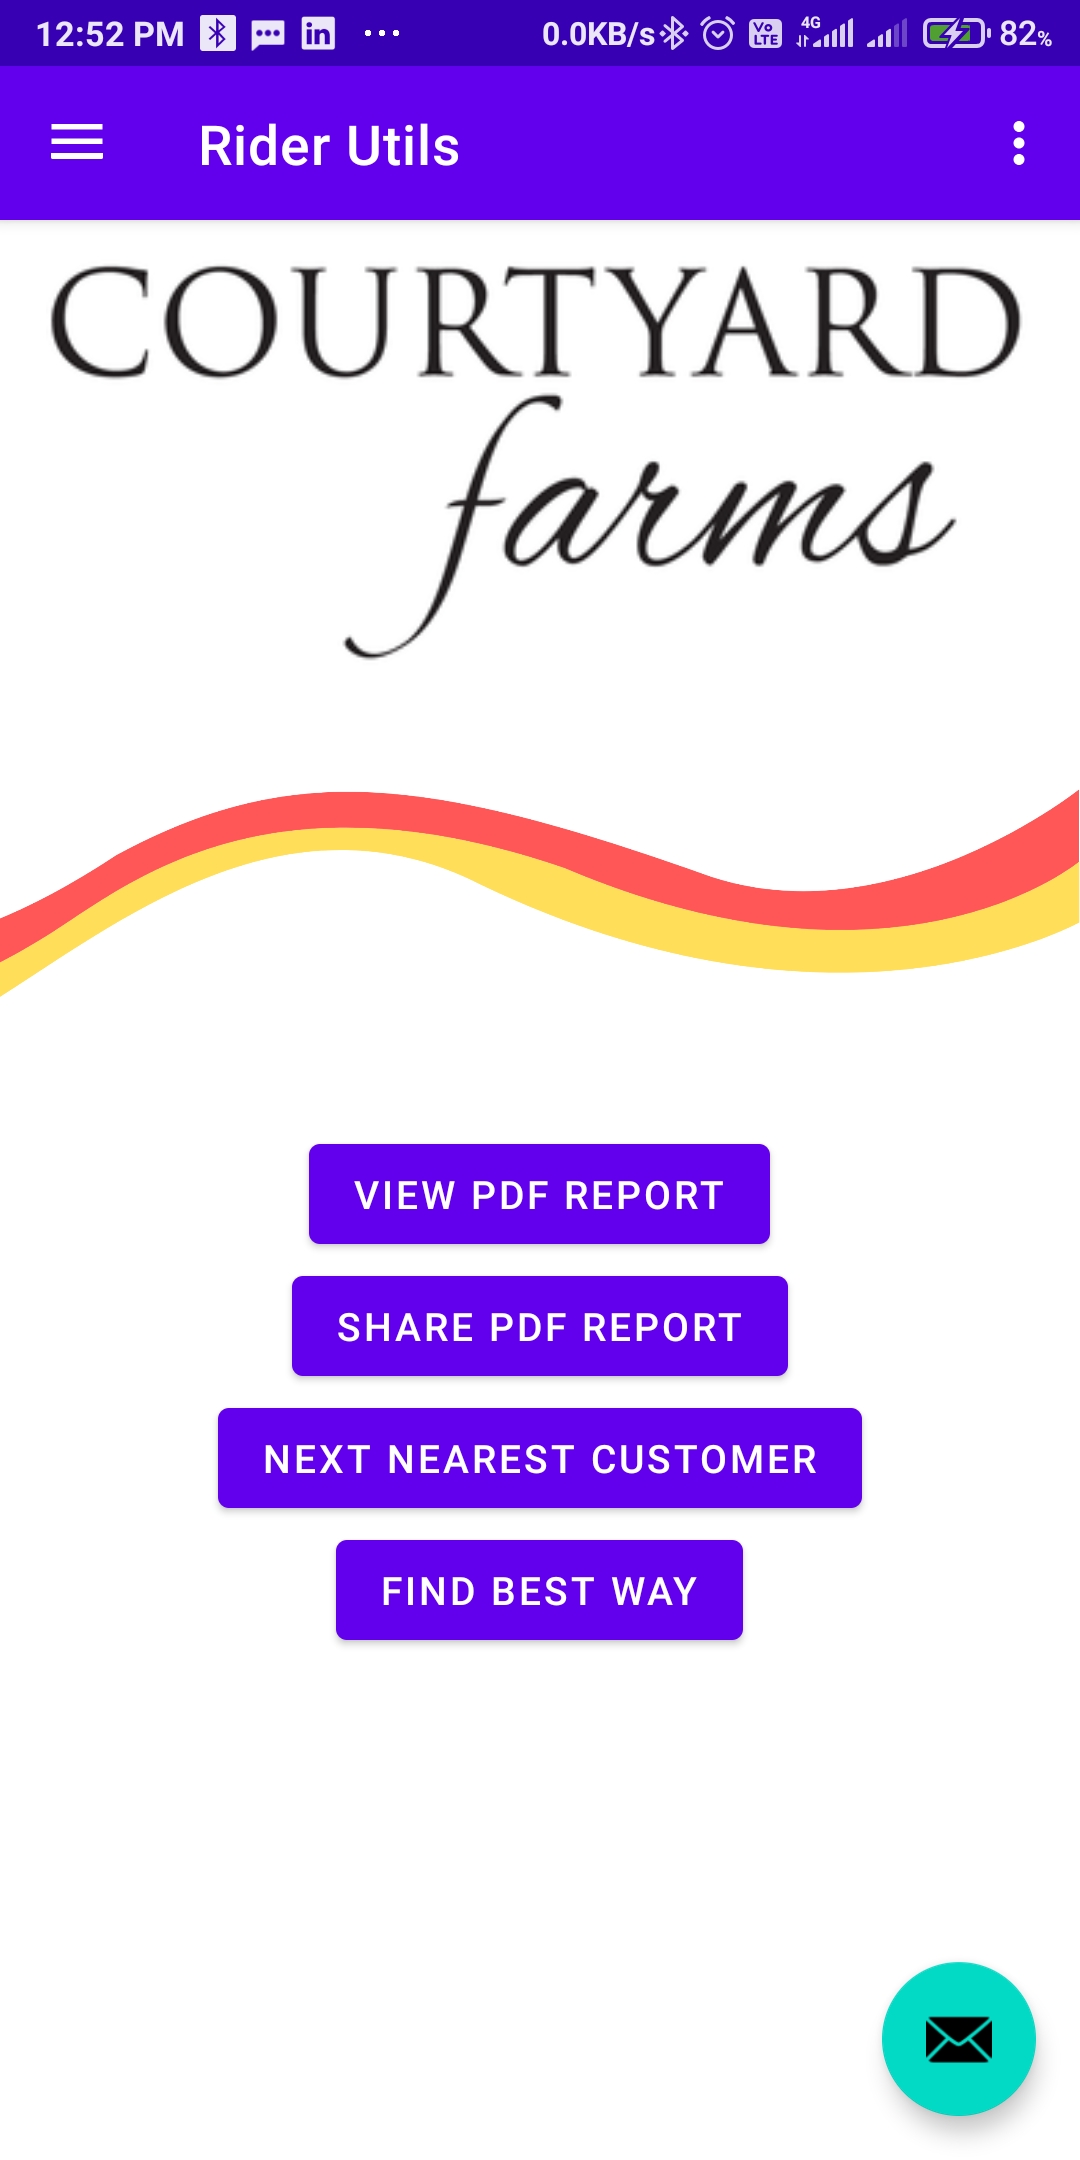 12:52 PM in ... 0.0KB/s Vo LTE 4G 82%
Rider Utils
COURTYARD
farms
VIEW PDF REPORT
SHARE PDF REPORT
NEXT NEAREST CUSTOMER
FIND BEST WAY